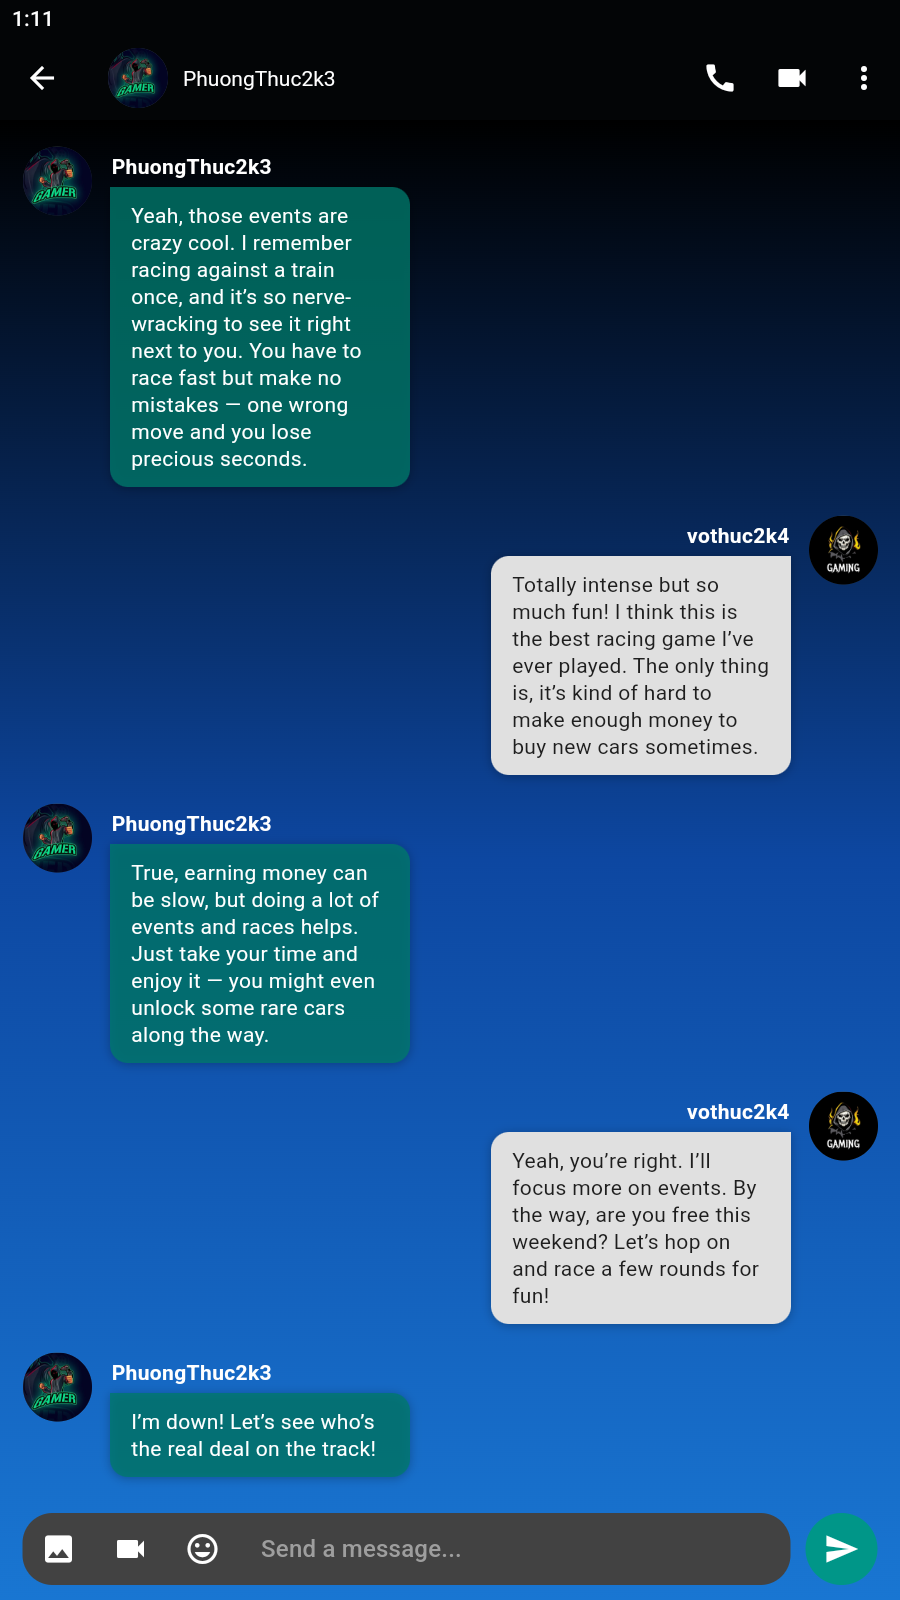 1:11
PhuongThuc2k3
GAMER
PhuongThuc2k3
GAMER
Yeah, those events are
crazy cool. I remember
racing against a train
once, and it’s so nerve-
wracking to see it right
next to you. You have to
race fast but make no
mistakes — one wrong
move and you lose
precious seconds.
vothuc2k4
GAMING
Totally intense but so
much fun! I think this is
the best racing game I’ve
ever played. The only thing
is, it’s kind of hard to
make enough money to
buy new cars sometimes.
PhuongThuc2k3
GAMER
True, earning money can
be slow, but doing a lot of
events and races helps.
Just take your time and
enjoy it — you might even
unlock some rare cars
along the way.
vothuc2k4
GAMING
Yeah, you’re right. I’ll
focus more on events. By
the way, are you free this
weekend? Let’s hop on
and race a few rounds for
fun!
PhuongThuc2k3
GAMER
I’m down! Let’s see who’s
the real deal on the track!
Send a message...